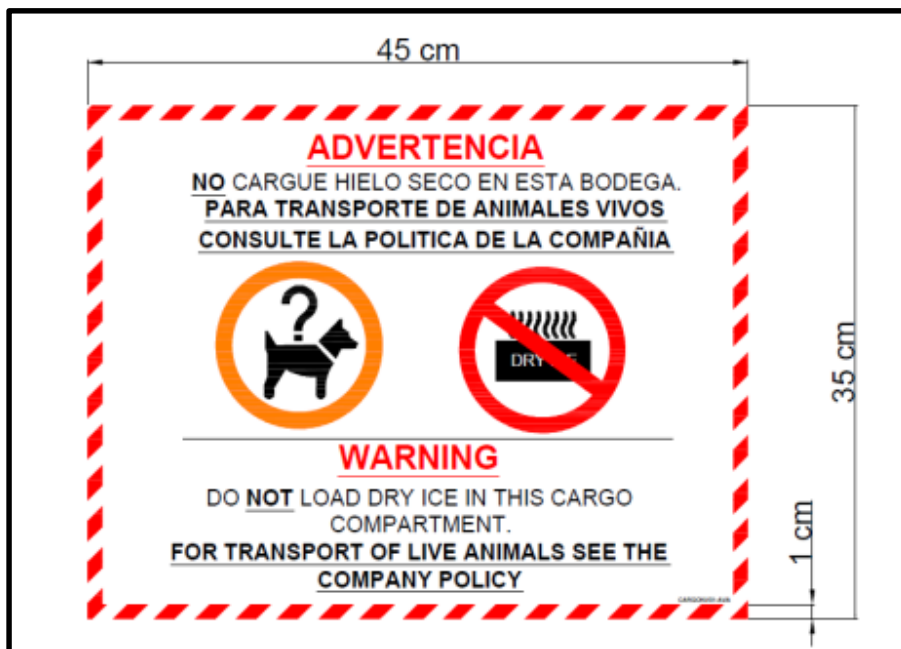 45 cm
ADVERTENCIA
NO CARGUE HIELO SECO EN ESTA BODEGA.
PARA TRANSPORTE DE ANIMALES VIVOS
CONSULTE LA POLITICA DE LA COMPAÑIA
?
35 cm
WARNING
DO NOT LOAD DRY ICE IN THIS CARGO
COMPARTMENT.
FOR TRANSPORT OF LIVE ANIMALS SEE THE
COMPANY POLICY
1 cm